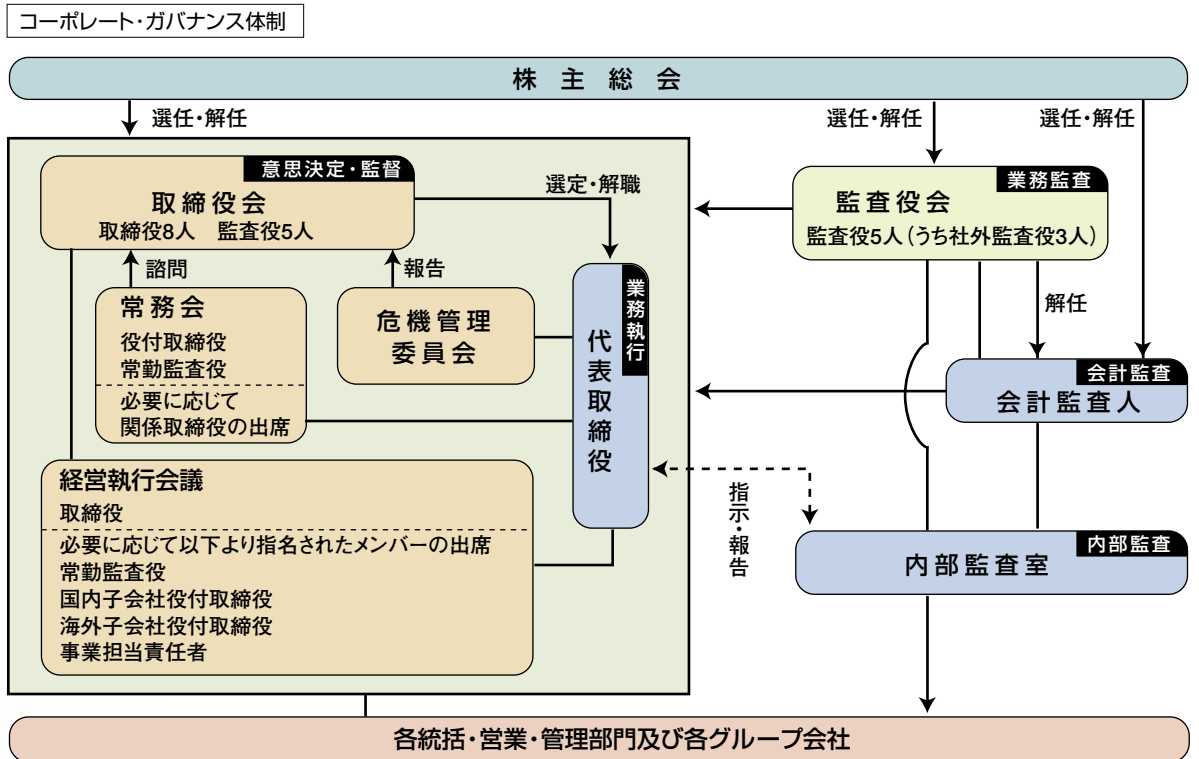 コーポレート・ガバナンス体制
株主総会
選任・解任
選任・解任
選任・解任
意思決定・監督
取締役会
取締役8人 監査役5人
選定・解職
業務監査
監査役会
監査役5人（うち社外監査役3人）
諮問
報告
解任
常務会
役付取締役
常勤監査役
必要に応じて
関係取締役の出席
危機管理
委員会
業務執行
代表取締役
会計監査
会計監査人
経営執行会議
取締役
必要に応じて以下より指名されたメンバーの出席
常勤監査役
国内子会社役付取締役
海外子会社役付取締役
事業担当責任者
指示・報告
内部監査
内部監査室
各統括・営業・管理部門及び各グループ会社